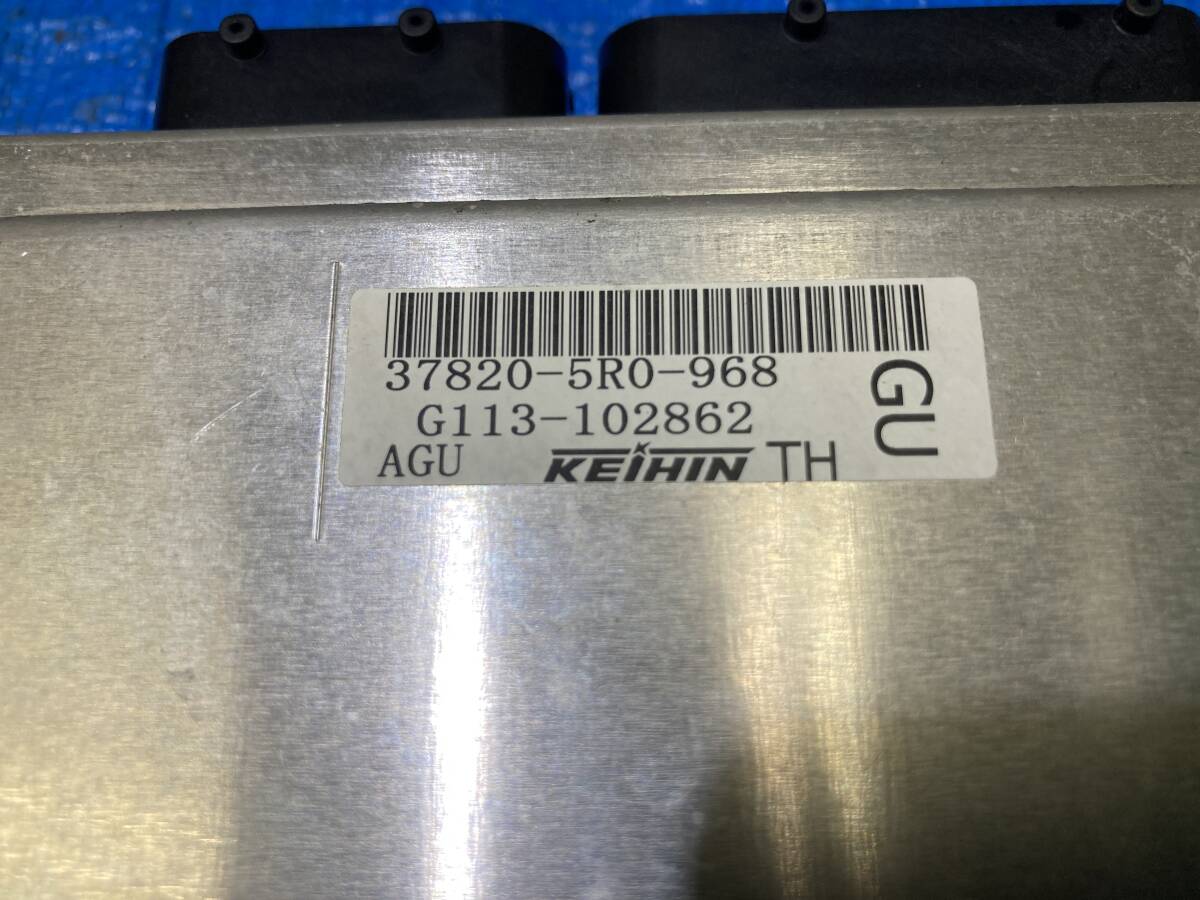 37820-5R0-968
G113-102862
AGU KEIHIN TH
GU